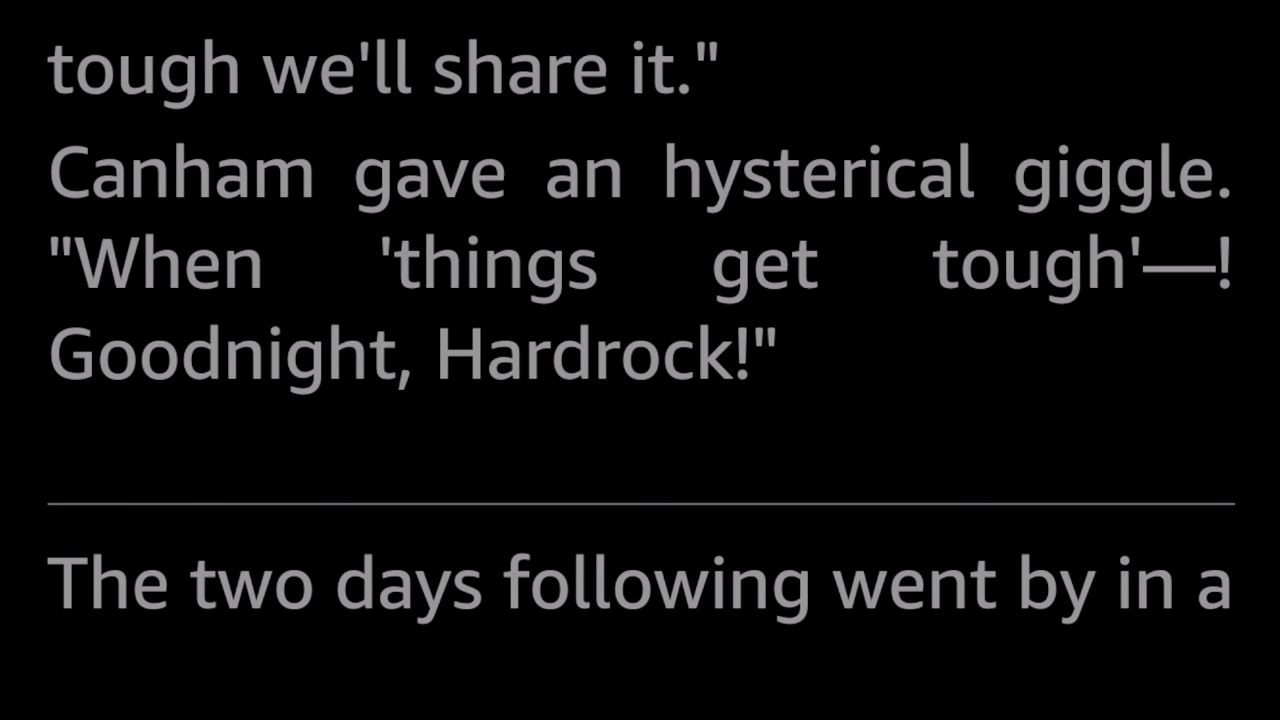 tough we'll share it."
Canham gave an hysterical giggle.
"When 'things get tough'—!
Goodnight, Hardrock!"
The two days following went by in a